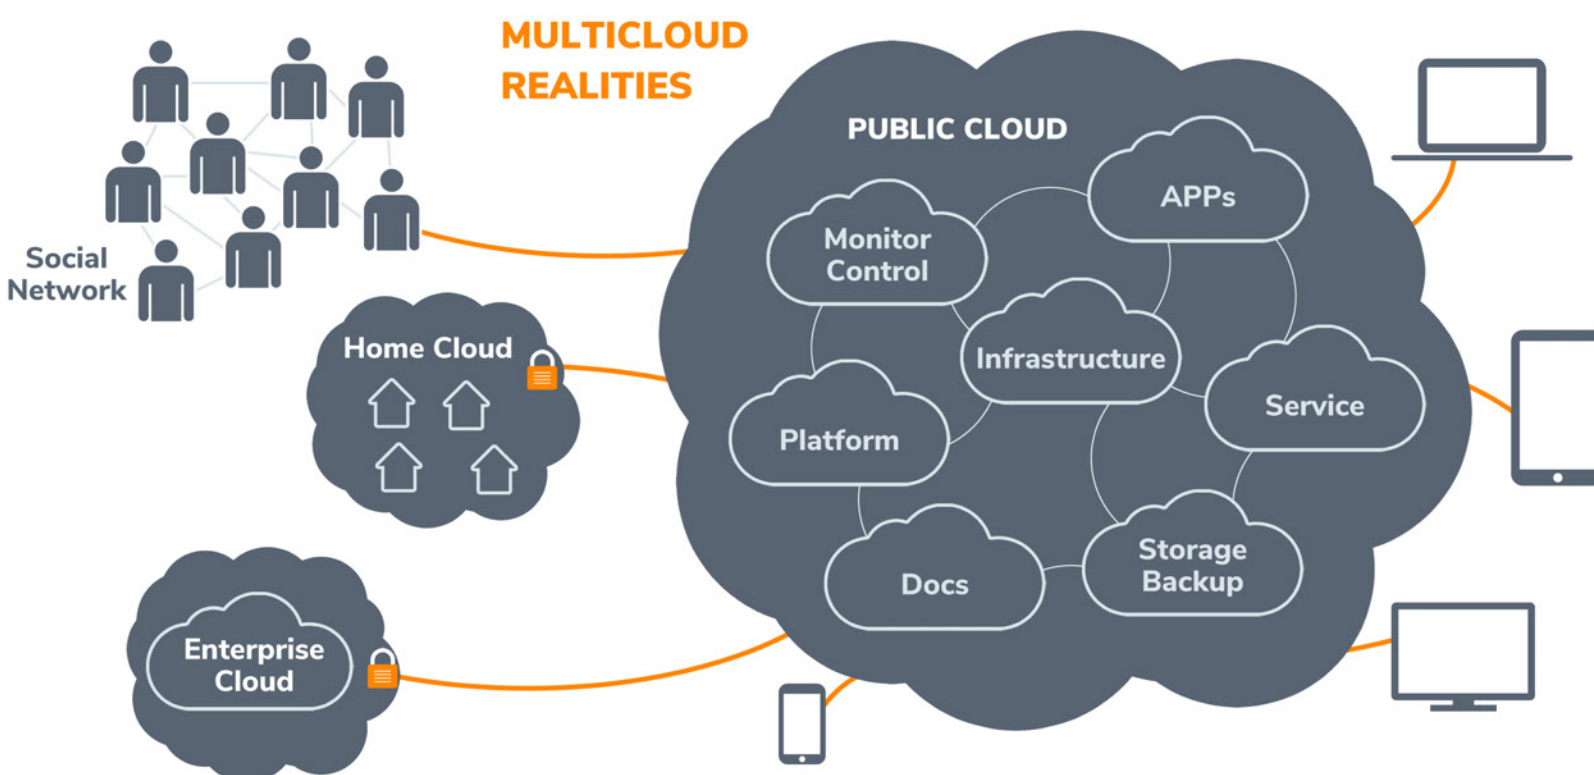 MULTICLOUD
REALITIES
PUBLIC CLOUD
APPs
Monitor
Control
Social
Network
Home Cloud
Infrastructure
Service
Platform
Storage
Backup
Docs
Enterprise
Cloud